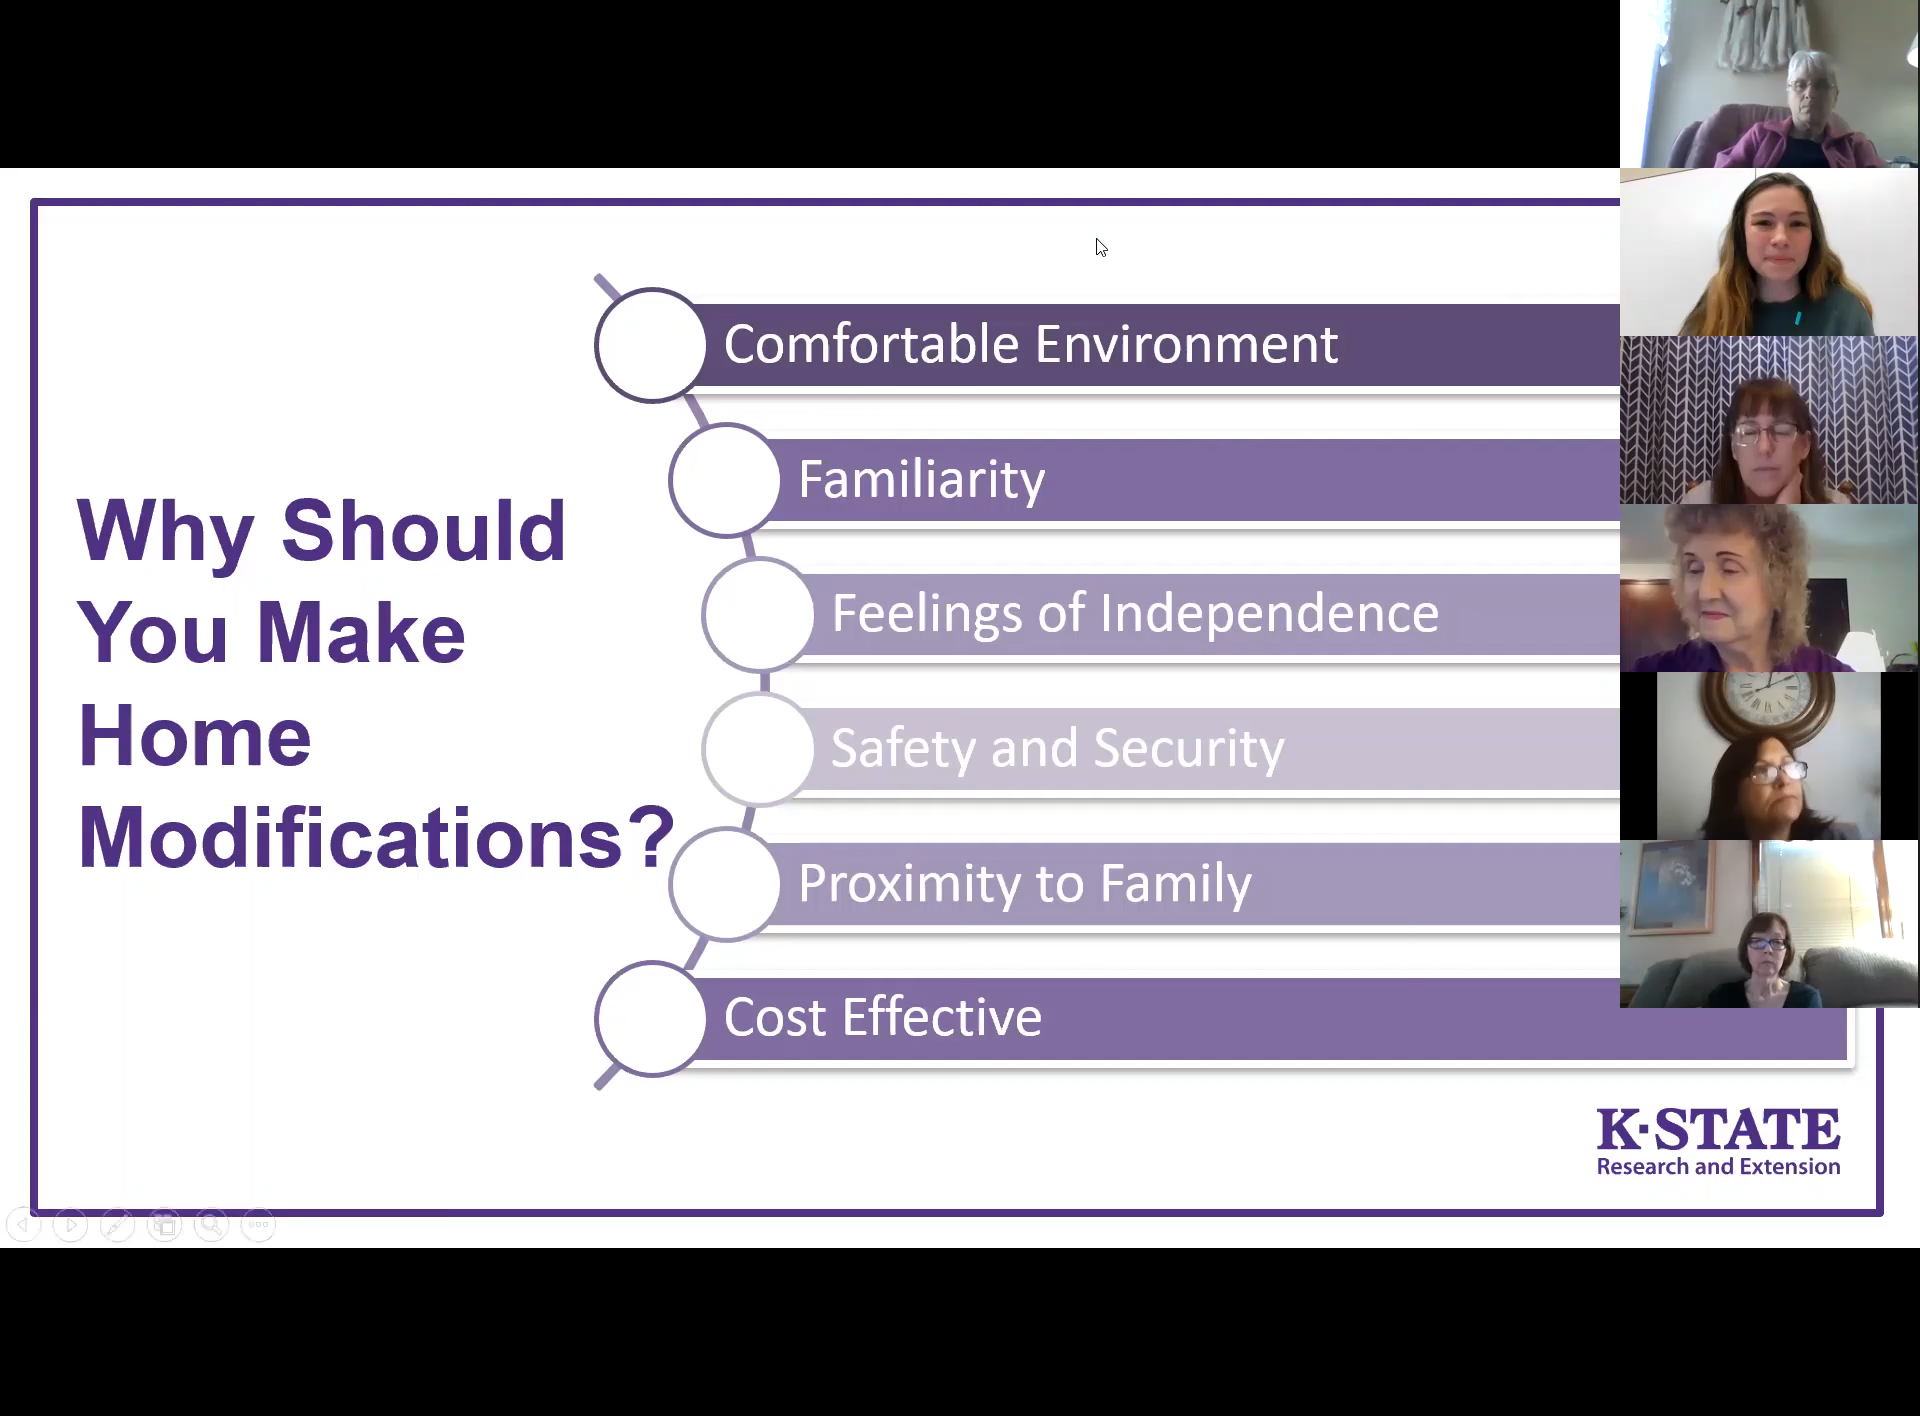 Why Should
You Make
Home
Modifications?
Comfortable Environment
Familiarity
Feelings of Independence
Safety and Security
Proximity to Family
Cost Effective
K·STATE
Research and Extension